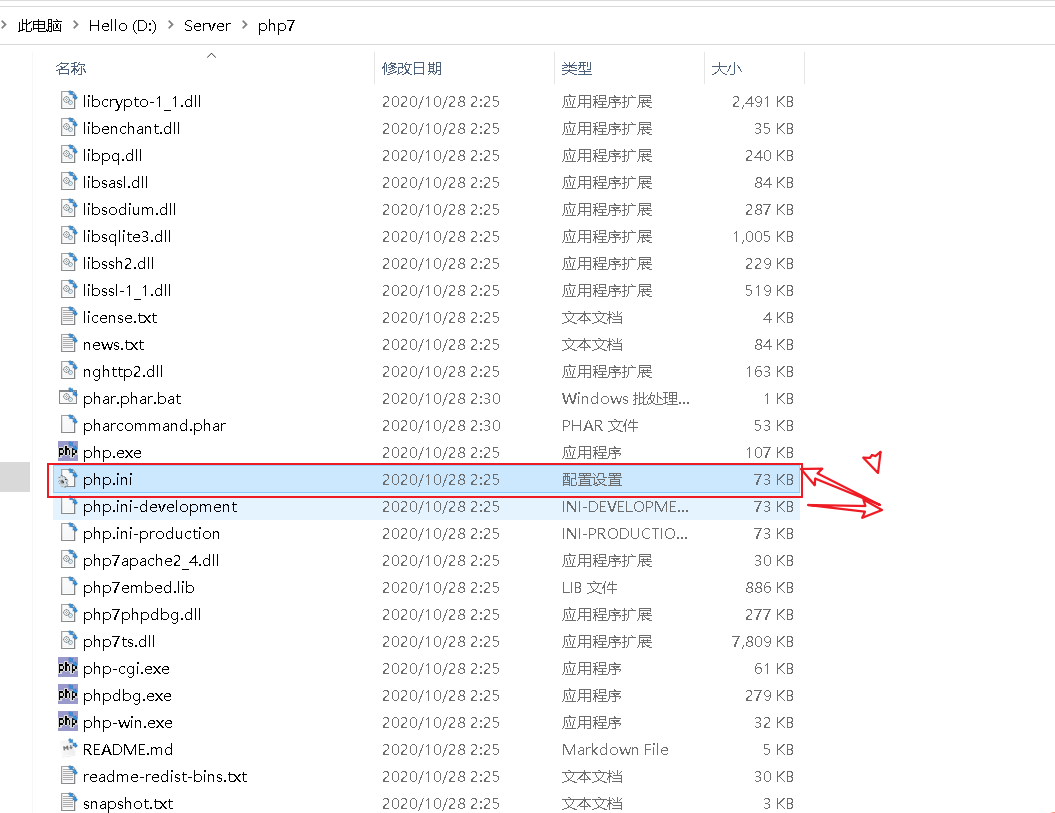 此电脑 > Hello (D:) > Server > php7
名称 修改日期 类型 大小
libcrypto-1_1.dll 2020/10/28 2:25 应用程序扩展 2,491 KB
libenchant.dll 2020/10/28 2:25 应用程序扩展 35 KB
libpq.dll 2020/10/28 2:25 应用程序扩展 240 KB
libsasl.dll 2020/10/28 2:25 应用程序扩展 84 KB
libsodium.dll 2020/10/28 2:25 应用程序扩展 287 KB
libsqlite3.dll 2020/10/28 2:25 应用程序扩展 1,005 KB
libssh2.dll 2020/10/28 2:25 应用程序扩展 229 KB
libssl-1_1.dll 2020/10/28 2:25 应用程序扩展 519 KB
license.txt 2020/10/28 2:25 文本文档 4 KB
news.txt 2020/10/28 2:25 文本文档 84 KB
nghttp2.dll 2020/10/28 2:25 应用程序扩展 163 KB
phar.phar.bat 2020/10/28 2:30 Windows 批处理... 1 KB
pharcommand.phar 2020/10/28 2:30 PHAR 文件 53 KB
php php.exe 2020/10/28 2:25 应用程序 107 KB
php.ini 2020/10/28 2:25 配置设置 73 KB
php.ini-development 2020/10/28 2:25 INI-DEVELOPME... 73 KB
php.ini-production 2020/10/28 2:25 INI-PRODUCTIO... 73 KB
php7apache2_4.dll 2020/10/28 2:25 应用程序扩展 30 KB
php7embed.lib 2020/10/28 2:25 LIB 文件 886 KB
php7phpdbg.dll 2020/10/28 2:25 应用程序扩展 277 KB
php7ts.dll 2020/10/28 2:25 应用程序扩展 7,809 KB
php php-cgi.exe 2020/10/28 2:25 应用程序 61 KB
php phpdbg.exe 2020/10/28 2:25 应用程序 279 KB
php php-win.exe 2020/10/28 2:25 应用程序 32 KB
README.md 2020/10/28 2:25 Markdown File 5 KB
readme-redist-bins.txt 2020/10/28 2:25 文本文档 30 KB
snapshot.txt 2020/10/28 2:25 文本文档 3 KB